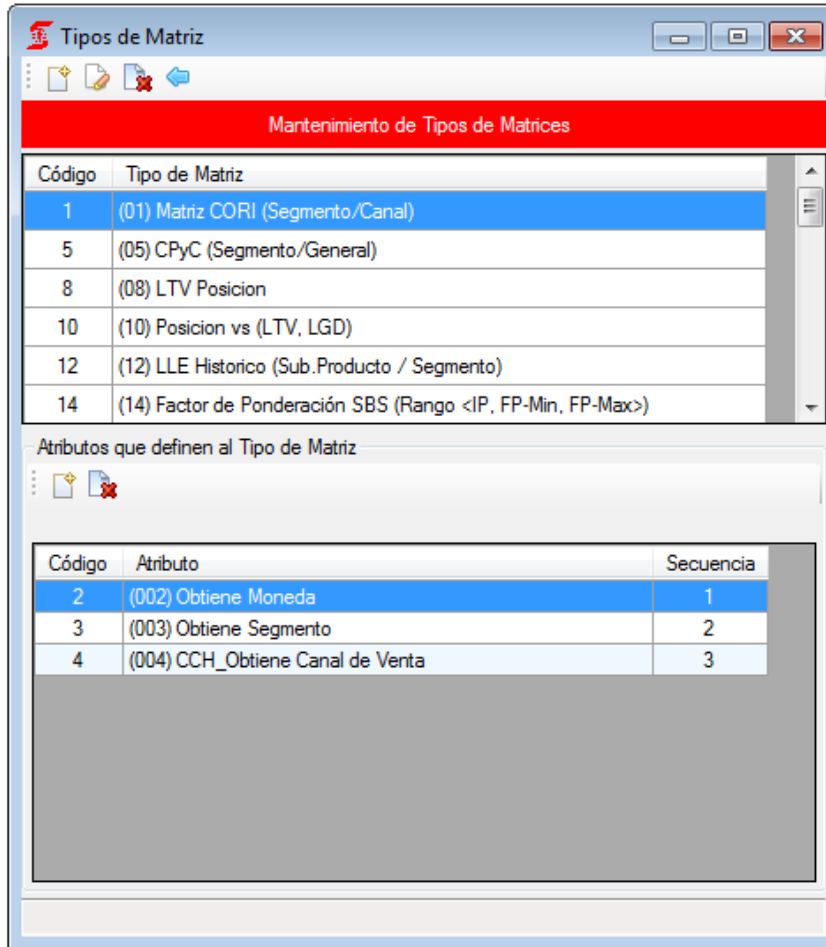 Tipos de Matriz
Mantenimiento de Tipos de Matrices
Código Tipo de Matriz
1 (01) Matriz CORI (Segmento/Canal)
5 (05) CPyC (Segmento/General)
8 (08) LTV Posicion
10 (10) Posicion vs (LTV, LGD)
12 (12) LLE Historico (Sub.Producto / Segmento)
14 (14) Factor de Ponderación SBS (Rango <IP, FP-Min, FP-Max>)
Atributos que definen al Tipo de Matriz
Código Atributo Secuencia
2 (002) Obtiene Moneda 1
3 (003) Obtiene Segmento 2
4 (004) CCH_Obtiene Canal de Venta 3